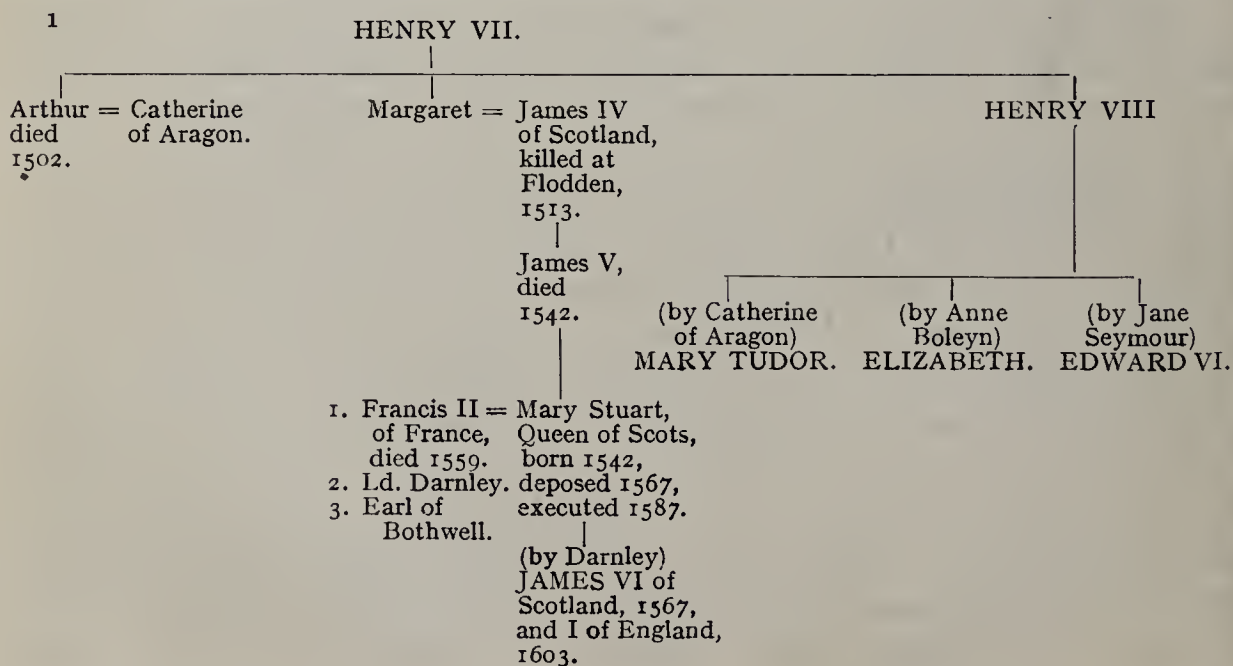 1
HENRY VII.
Arthur = Catherine
died of Aragon.
1502.
Margaret = James IV
of Scotland,
killed at
Flodden,
1513.
HENRY VIII
James V,
died
1542.
(by Catherine
of Aragon)
MARY TUDOR.
(by Anne
Boleyn)
ELIZABETH.
(by Jane
Seymour)
EDWARD VI.
1. Francis II = Mary Stuart,
of France, Queen of Scots,
died 1559. born 1542,
2. Ld. Darnley. deposed 1567,
3. Earl of executed 1587.
Bothwell.
(by Darnley)
JAMES VI of
Scotland, 1567,
and I of England,
1603.